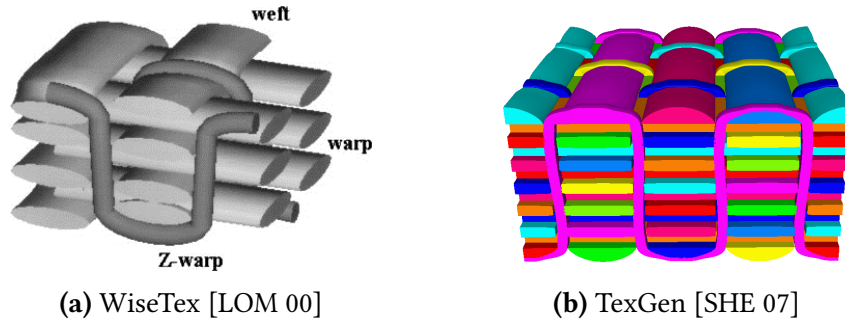 weft
warp
Z-warp
(a) WiseTex [LOM 00]
(b) TexGen [SHE 07]